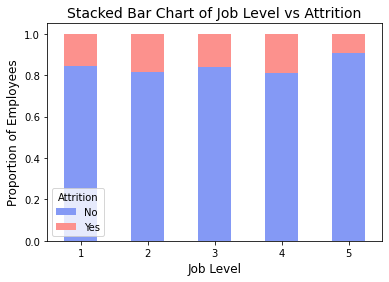 Stacked Bar Chart of Job Level vs Attrition
Proportion of Employees
1.0
0.8
0.6
0.4
0.2
0.0
Attrition
No
Yes
1 2 3 4 5
Job Level